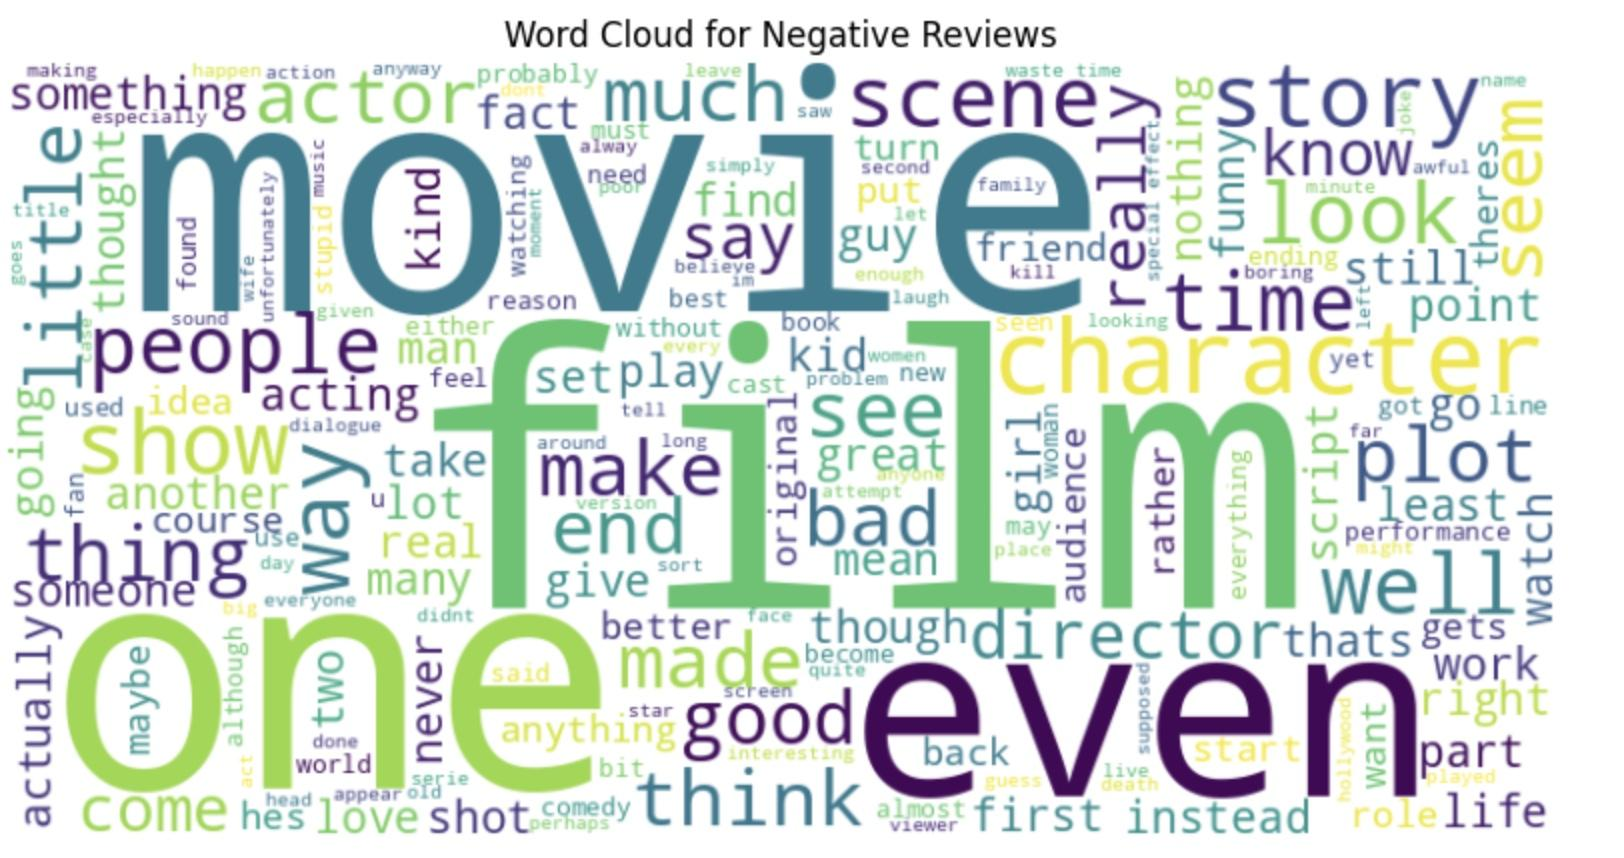 Word Cloud for Negative Reviews
making
happen
action
anyway
probably
leave
waste time
name
something
actor
dont
fact
much
saw
scene
story
joke
especially
must
really
nothing
know
seem
little
thought
movie
music
alway
simply
turn
second
special effect
funny
awful
theres
title
found
kind
watching
moment
need
poor
find
put
family
look
minute
goes
wife
unfortunately
stupid
say
guy
let
friend
ending
still
believe
im
enough
kill
boring
reason
best
laugh
time
left
point
sound
given
case
people
either
without
book
seen
looking
man
every
kid
women
character
yet
feel
film
set
play
cast
problem
new
acting
used
idea
tell
see
got
go
line
going
show
dialogue
around
long
original
great
girl
woman
far
plot
take
make
anyone
audience
rather
everything
script
fan
another
u
lot
version
attempt
least
course
way
end
bad
may
performance
thing
use
real
mean
place
might
watch
day
many
give
sort
well
someone
everyone
big
didnt
face
one
better
though
director
thats
gets
actually
maybe
although
two
never
said
made
become
quite
even
work
screen
supposed
right
star
good
anything
hollywood
want
done
interesting
back
start
part
world
act
bit
guess
live
death
played
serie
head
appear
old
come
hes
love
shot
comedy
perhaps
think
almost
viewer
first
instead
role
life